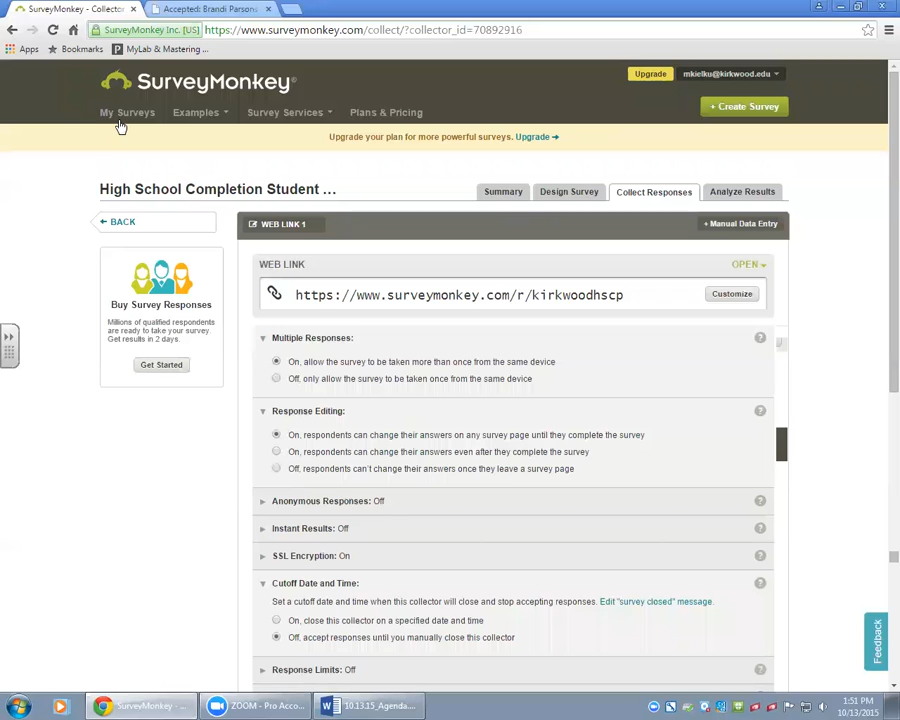 SurveyMonkey - Collector
Accepted: Brandi Parsons
SurveyMonkey Inc. [US]
https://www.surveymonkey.com/collect/?collector_id=70892916
Apps
Bookmarks
MyLab & Mastering ...
SurveyMonkey®
Upgrade
mkielku@kirkwood.edu
My Surveys
Examples
Survey Services
Plans & Pricing
+ Create Survey
Upgrade your plan for more powerful surveys. Upgrade →
High School Completion Student ...
Summary
Design Survey
Collect Responses
Analyze Results
← BACK
WEB LINK 1
+ Manual Data Entry
Buy Survey Responses
Millions of qualified respondents
are ready to take your survey.
Get results in 2 days.
Get Started
WEB LINK
OPEN
https://www.surveymonkey.com/r/kirkwoodhscp
Customize
Multiple Responses:
?
On, allow the survey to be taken more than once from the same device
Off, only allow the survey to be taken once from the same device
Response Editing:
?
On, respondents can change their answers on any survey page until they complete the survey
On, respondents can change their answers even after they complete the survey
Off, respondents can't change their answers once they leave a survey page
Anonymous Responses: Off
?
Instant Results: Off
?
SSL Encryption: On
?
Cutoff Date and Time:
?
Set a cutoff date and time when this collector will close and stop accepting responses. Edit "survey closed" message.
On, close this collector on a specified date and time
Off, accept responses until you manually close this collector
Response Limits: Off
?
Feedback
SurveyMonkey - ...
ZOOM - Pro Acco...
10.13.15_Agenda....
1:51 PM
10/13/2015